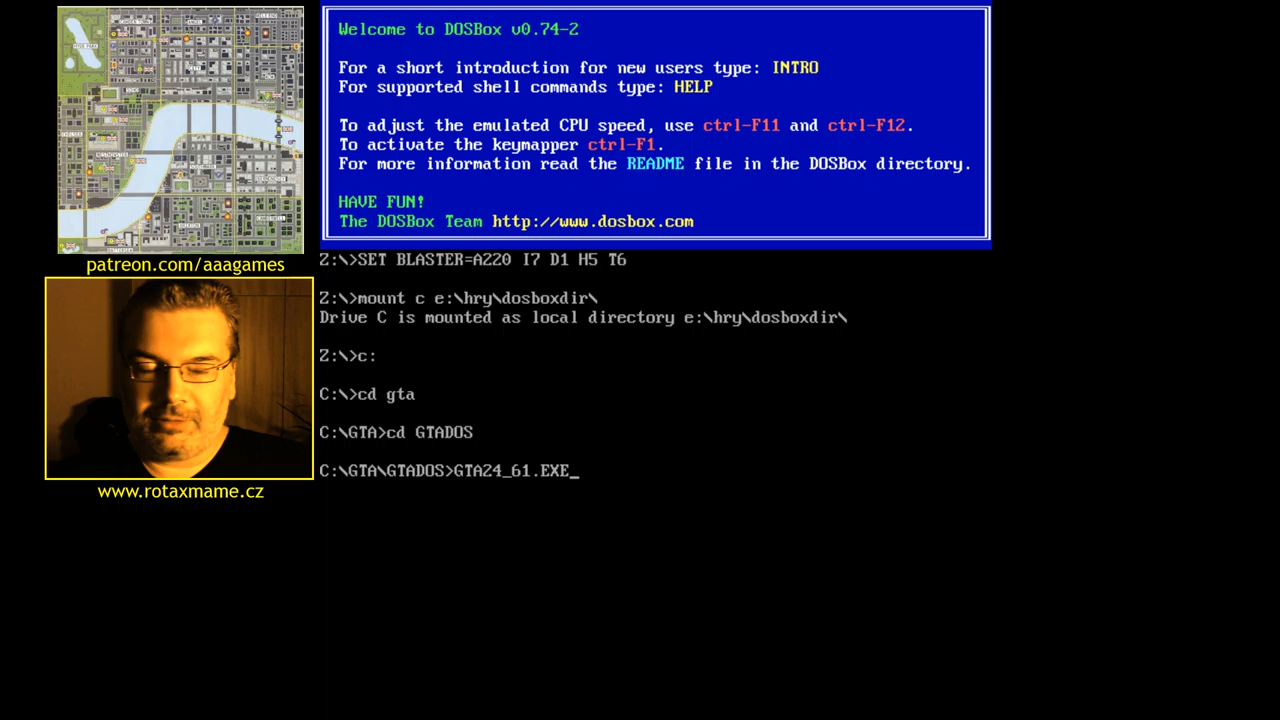 Welcome to DOSBox v0.74-2
For a short introduction for new users type: INTRO
For supported shell commands type: HELP
To adjust the emulated CPU speed, use ctrl-F11 and ctrl-F12.
To activate the keymapper ctrl-F1.
For more information read the README file in the DOSBox directory.
HAVE FUN!
The DOSBox Team http://www.dosbox.com
Z:\>SET BLASTER=A220 I7 D1 H5 T6
Z:\>mount c e:\hry\dosboxdir\
Drive C is mounted as local directory e:\hry\dosboxdir\
Z:\>c:
C:\>cd gta
C:\GTA>cd GTADOS
C:\GTA\GTADOS>GTA24_61.EXE_
patreon.com/aaagames
www.rotaxmame.cz